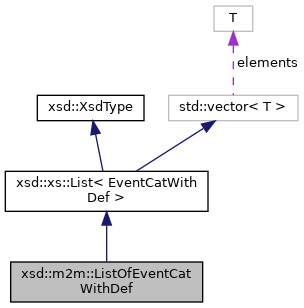 T
elements
xsd::XsdType
std::vector< T >
xsd::xs::List< EventCatWith
Def >
xsd::m2m::ListOfEventCat
WithDef